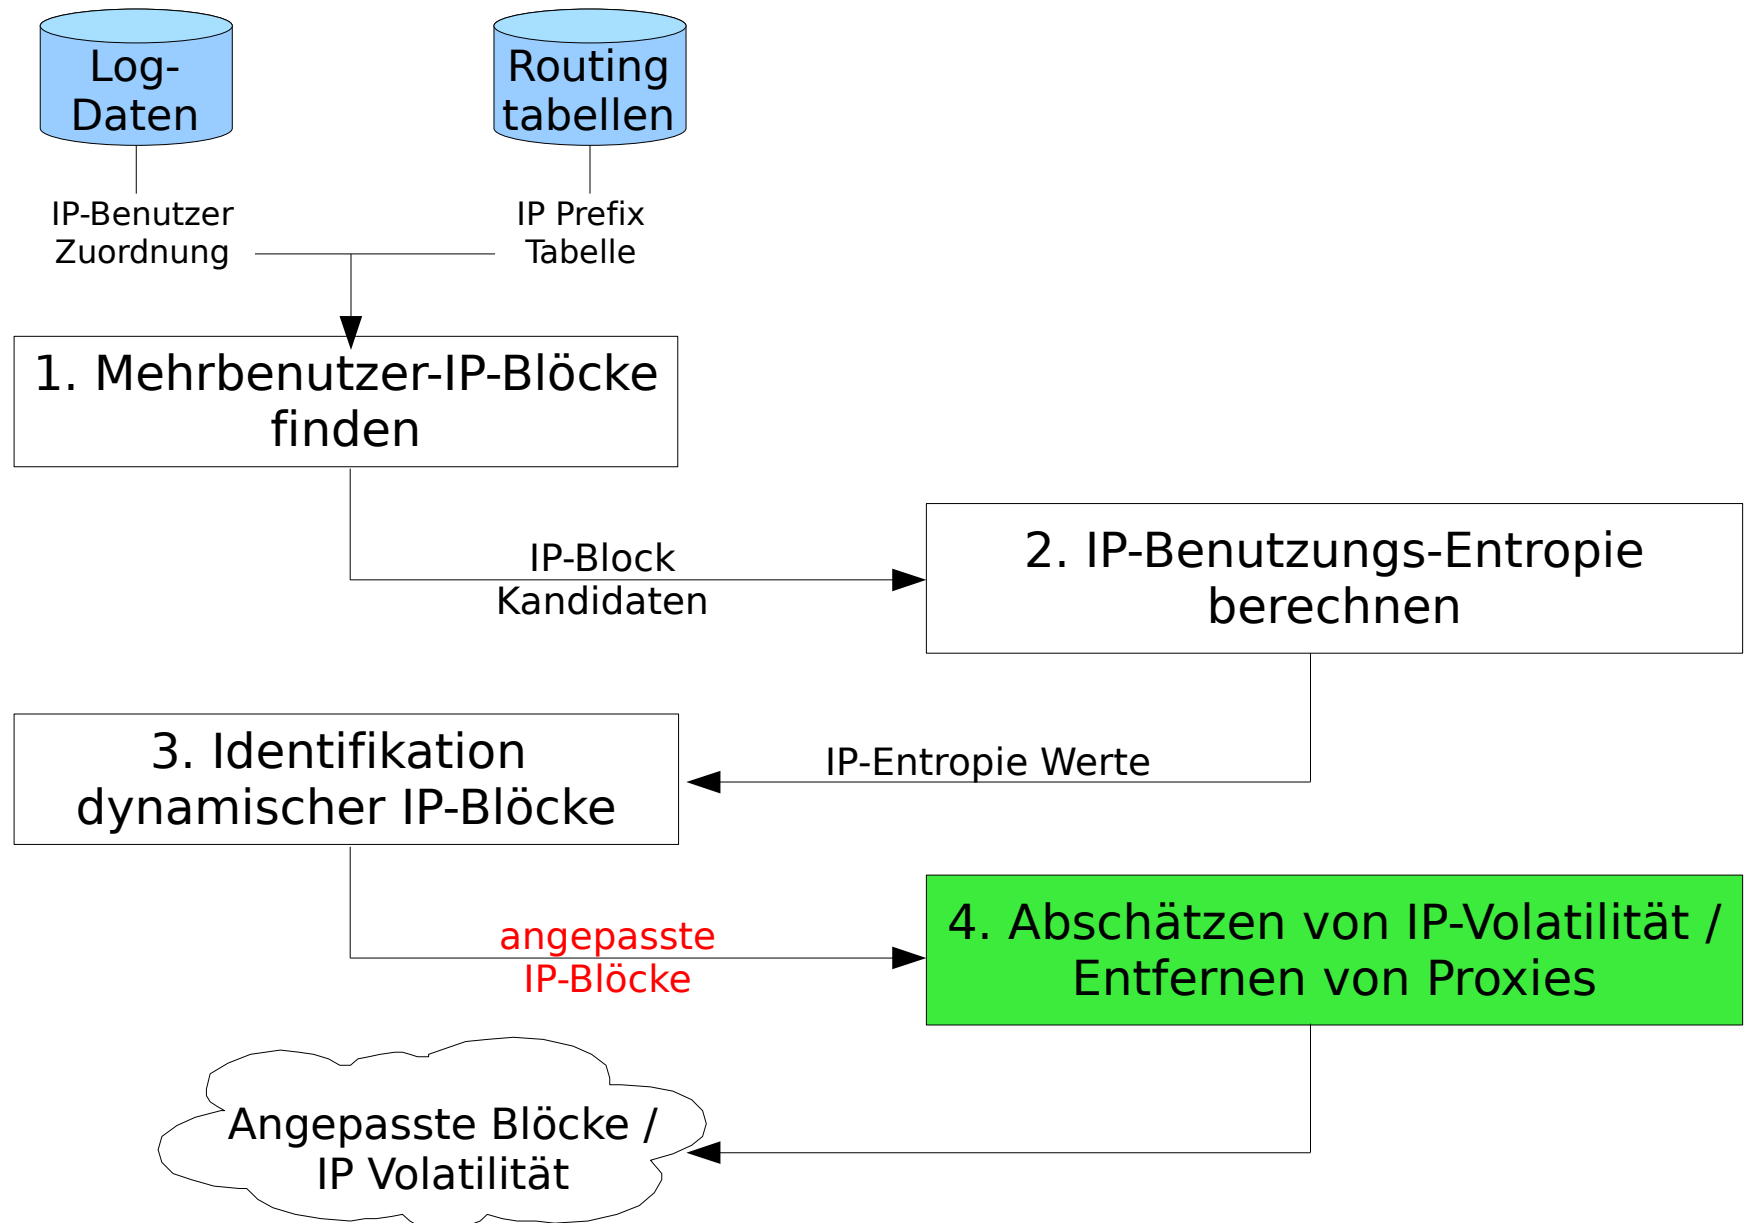 Log-
Daten
Routing
tabellen
IP-Benutzer
Zuordnung
IP Prefix
Tabelle
1. Mehrbenutzer-IP-Blöcke
finden
IP-Block
Kandidaten
2. IP-Benutzungs-Entropie
berechnen
3. Identifikation
dynamischer IP-Blöcke
IP-Entropie Werte
angepasste
IP-Blöcke
4. Abschätzen von IP-Volatilität /
Entfernen von Proxies
Angepasste Blöcke /
IP Volatilität